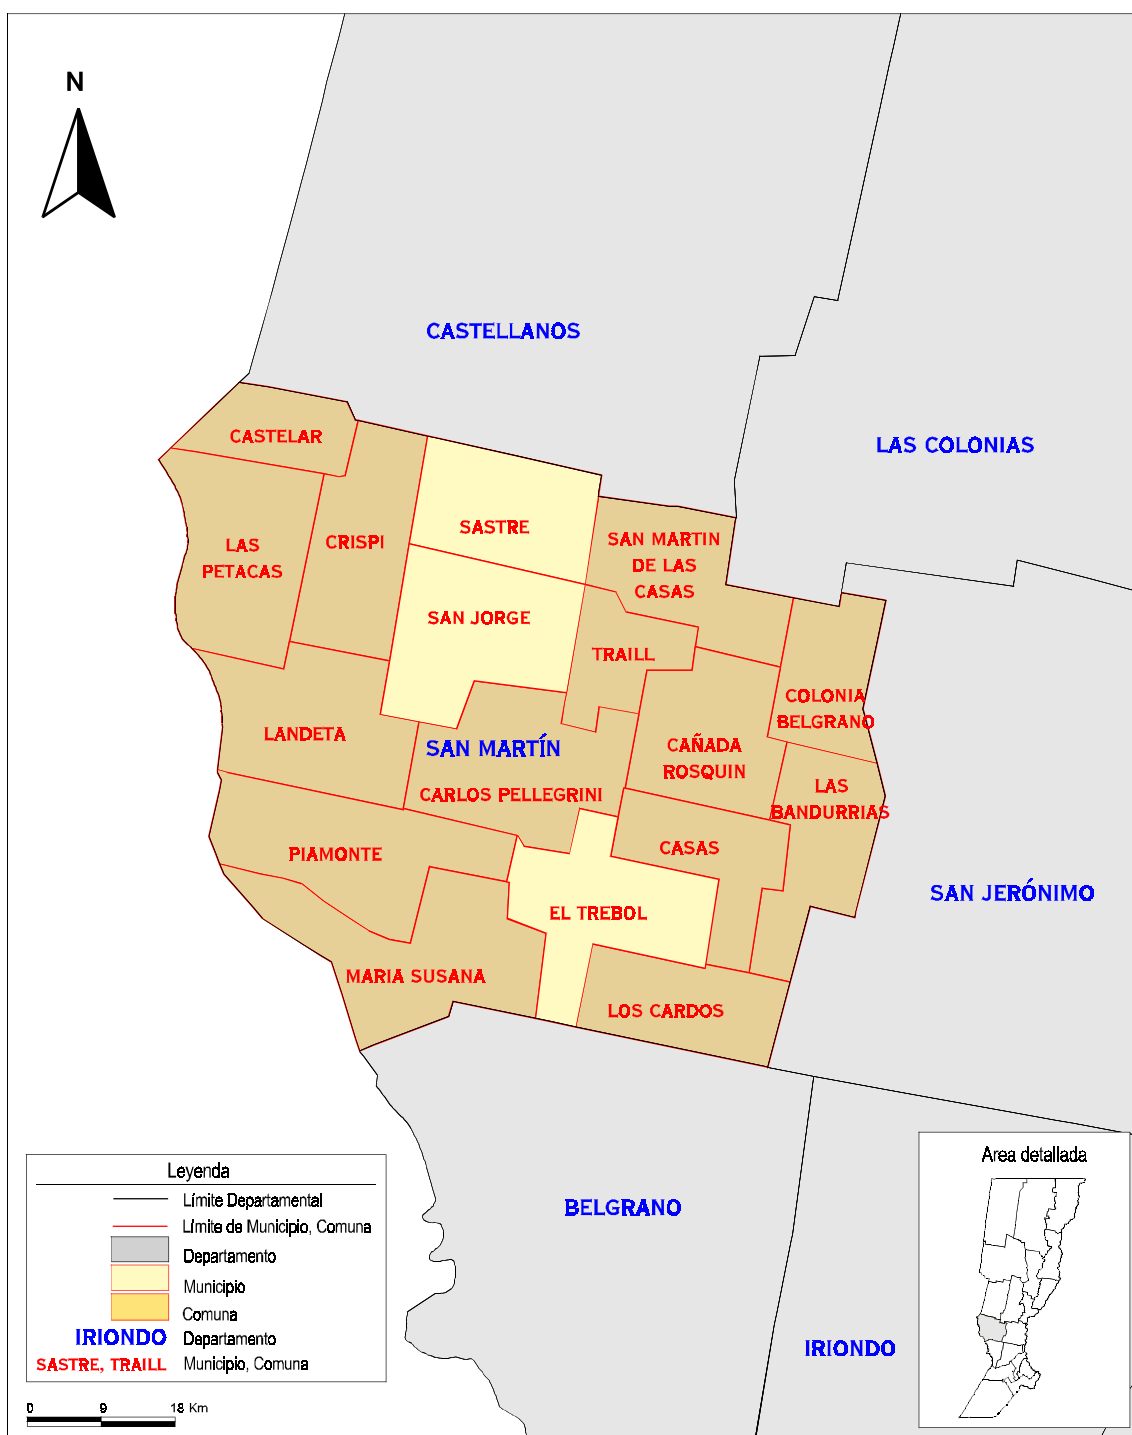 N
CASTELLANOS
LAS COLONIAS
CASTELAR
SASTRE
CRISPI
SAN MARTIN
DE LAS
CASAS
LAS
PETACAS
SAN JORGE
TRAILL
COLONIA
BELGRANO
LANDETA
SAN MARTÍN
CAÑADA
ROSQUIN
CARLOS PELLEGRINI
LAS
BANDURRIAS
PIAMONTE
CASAS
SAN JERÓNIMO
EL TREBOL
MARIA SUSANA
LOS CARDOS
BELGRANO
IRIONDO
Leyenda
Límite Departamental
Límite de Municipio, Comuna
Departamento
Municipio
Comuna
IRIONDO Departamento
SASTRE, TRAILL Municipio, Comuna
0 9 18 Km
Area detallada